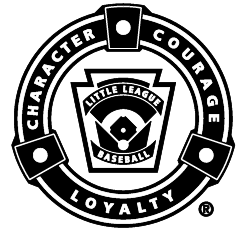 CHARACTER
COURAGE
LOYALTY
LITTLE LEAGUE
BASEBALL
®